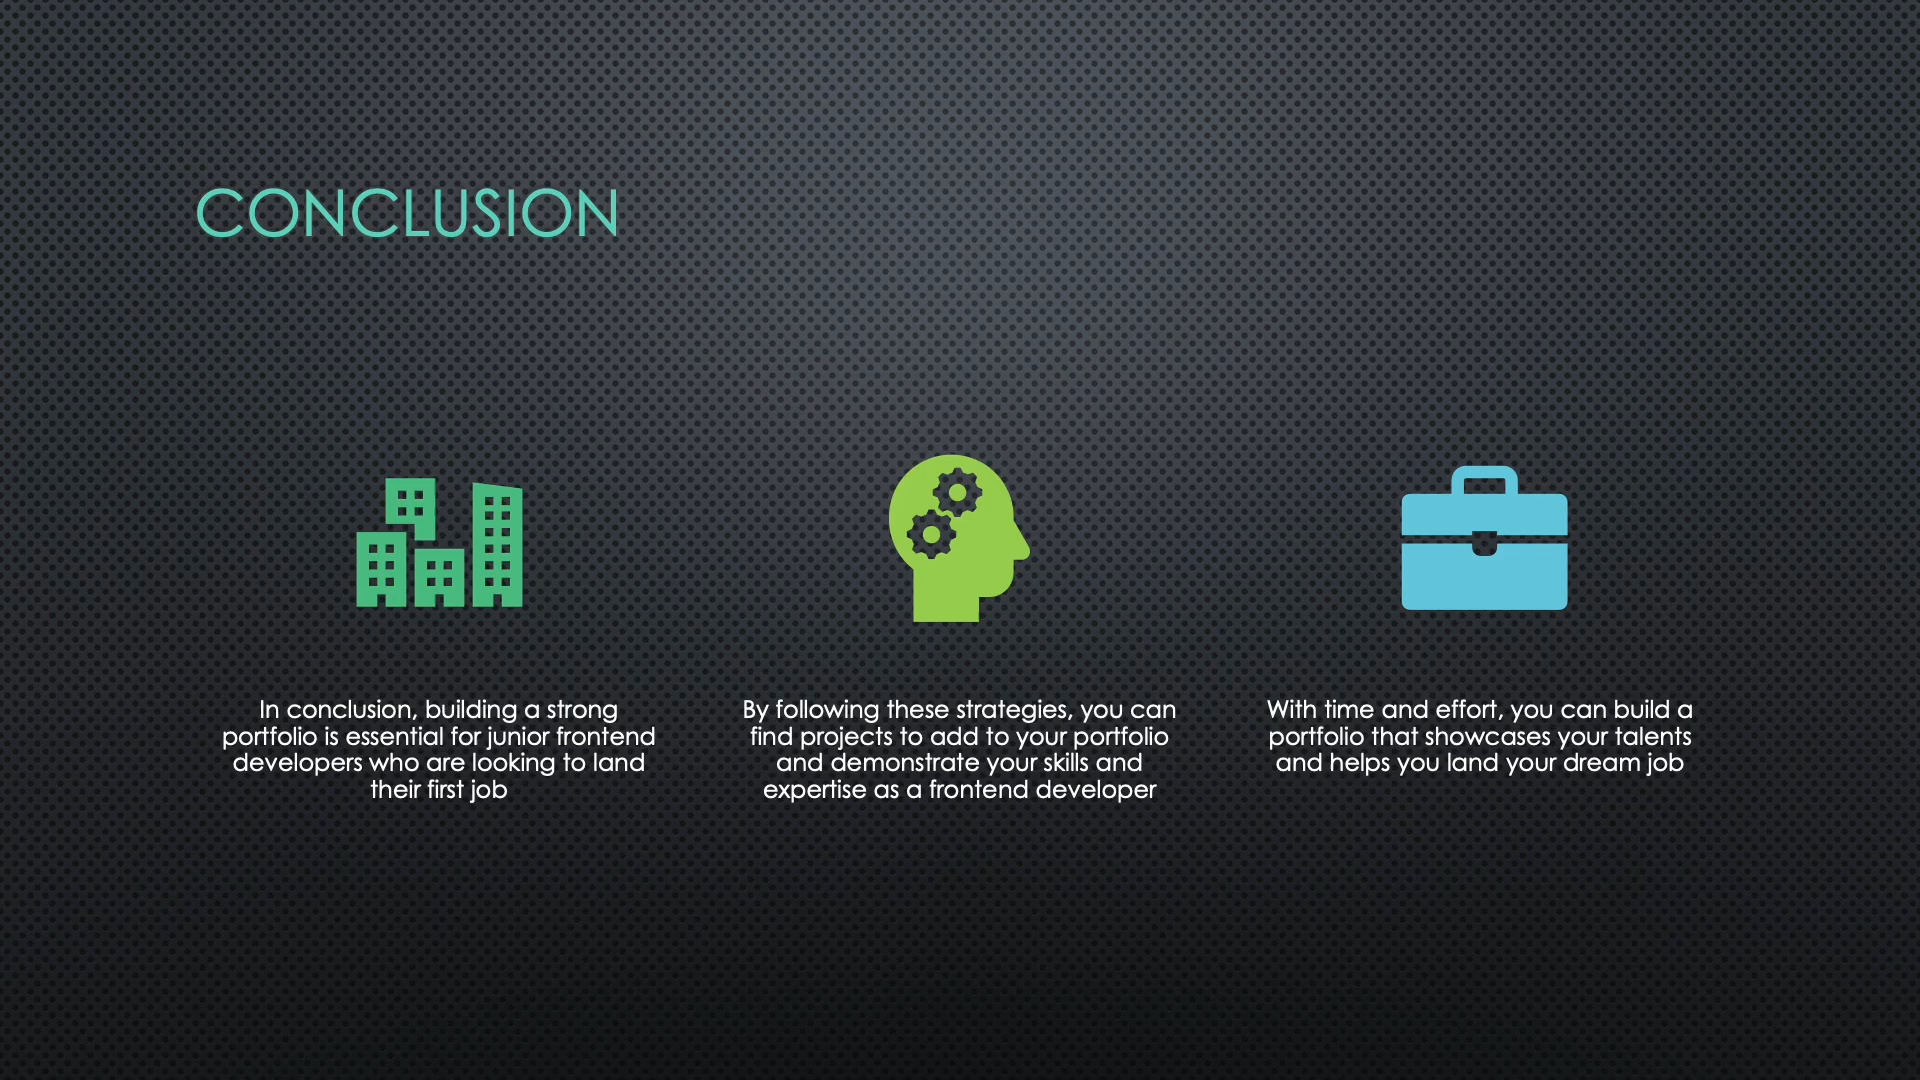 CONCLUSION
In conclusion, building a strong
portfolio is essential for junior frontend
developers who are looking to land
their first job
By following these strategies, you can
find projects to add to your portfolio
and demonstrate your skills and
expertise as a frontend developer
With time and effort, you can build a
portfolio that showcases your talents
and helps you land your dream job